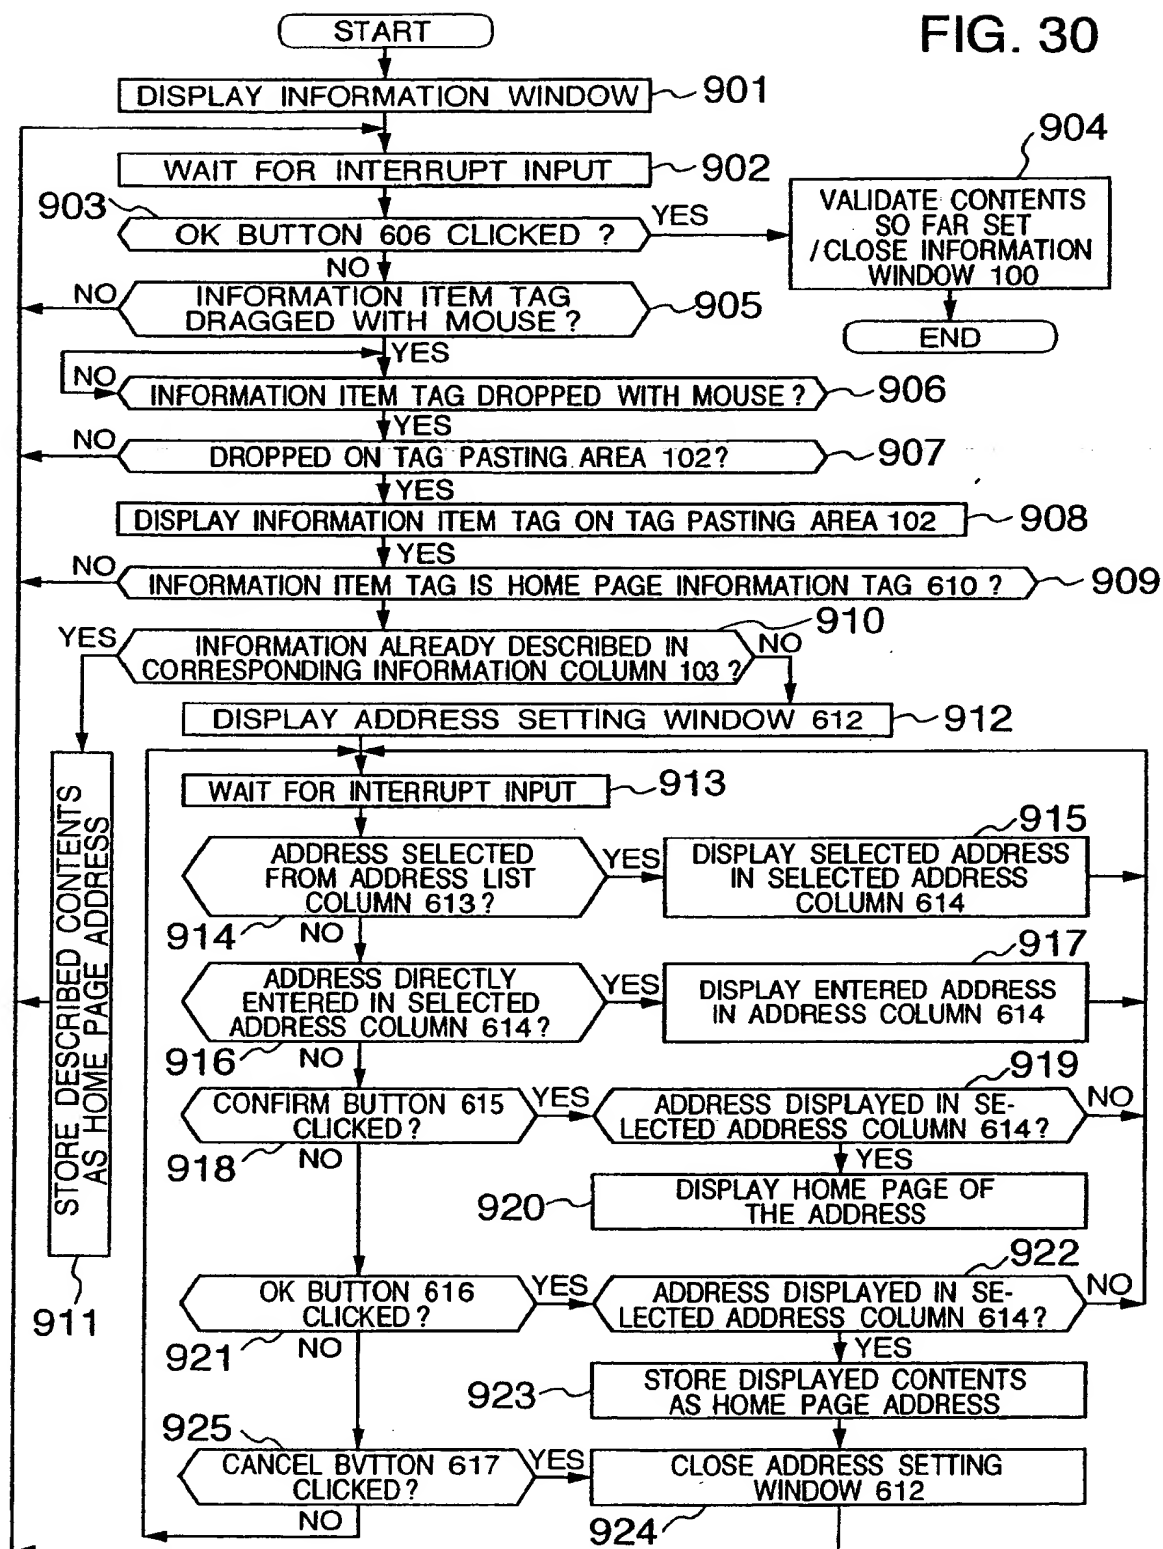 FIG. 30
START
DISPLAY INFORMATION WINDOW
901
WAIT FOR INTERRUPT INPUT
902
903
OK BUTTON 606 CLICKED ?
YES
904
VALIDATE CONTENTS
SO FAR SET
/CLOSE INFORMATION
WINDOW 100
END
NO
INFORMATION ITEM TAG
DRAGGED WITH MOUSE ?
905
NO
YES
NO
INFORMATION ITEM TAG DROPPED WITH MOUSE ?
906
YES
NO
DROPPED ON TAG PASTING AREA 102?
907
YES
DISPLAY INFORMATION ITEM TAG ON TAG PASTING AREA 102
908
YES
NO
INFORMATION ITEM TAG IS HOME PAGE INFORMATION TAG 610 ?
909
910
YES
INFORMATION ALREADY DESCRIBED IN
CORRESPONDING INFORMATION COLUMN 103 ?
NO
STORE DESCRIBED CONTENTS
AS HOME PAGE ADDRESS
911
DISPLAY ADDRESS SETTING WINDOW 612
912
WAIT FOR INTERRUPT INPUT
913
ADDRESS SELECTED
FROM ADDRESS LIST
COLUMN 613 ?
914
YES
915
DISPLAY SELECTED ADDRESS
IN SELECTED ADDRESS
COLUMN 614
NO
ADDRESS DIRECTLY
ENTERED IN SELECTED
ADDRESS COLUMN 614 ?
916
YES
917
DISPLAY ENTERED ADDRESS
IN ADDRESS COLUMN 614
NO
CONFIRM BUTTON 615
CLICKED ?
918
YES
919
ADDRESS DISPLAYED IN SE-
LECTED ADDRESS COLUMN 614 ?
NO
NO
YES
920
DISPLAY HOME PAGE OF
THE ADDRESS
OK BUTTON 616
CLICKED ?
921
YES
922
ADDRESS DISPLAYED IN SE-
LECTED ADDRESS COLUMN 614 ?
NO
NO
YES
923
STORE DISPLAYED CONTENTS
AS HOME PAGE ADDRESS
925
CANCEL BVTTON 617
CLICKED ?
YES
CLOSE ADDRESS SETTING
WINDOW 612
924
NO